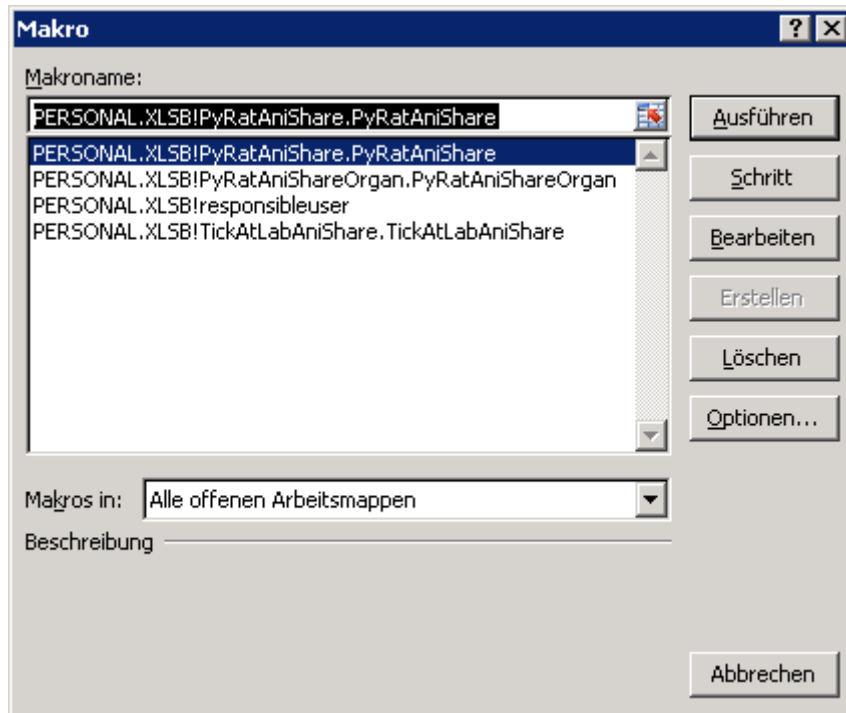 Makro
Makroname:
PERSONAL.XLSB!PyRatAniShare.PyRatAniShare
Ausführen
PERSONAL.XLSB!PyRatAniShare.PyRatAniShare
PERSONAL.XLSB!PyRatAniShareOrgan.PyRatAniShareOrgan
PERSONAL.XLSB!responsibleuser
PERSONAL.XLSB!TickAtLabAniShare.TickAtLabAniShare
Schritt
Bearbeiten
Erstellen
Löschen
Optionen...
Makros in: Alle offenen Arbeitsmappen
Beschreibung
Abbrechen